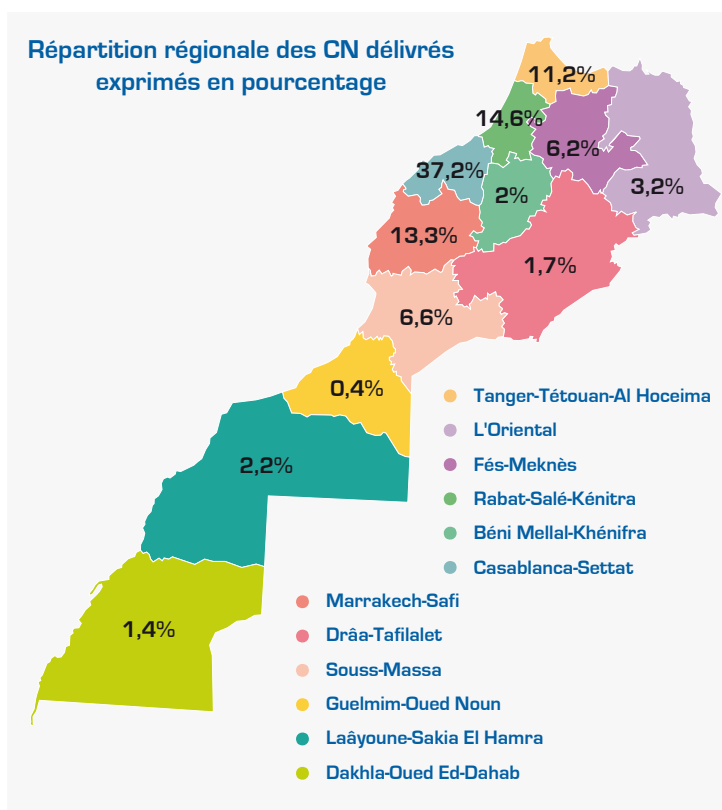 Répartition régionale des CN délivrés
exprimés en pourcentage
11,2%
14,6%
6,2%
37,2%
2%
3,2%
13,3%
1,7%
6,6%
0,4%
2,2%
1,4%
Tanger-Tétouan-Al Hoceima
L'Oriental
Fés-Meknès
Rabat-Salé-Kénitra
Béni Mellal-Khénifra
Casablanca-Settat
Marrakech-Safi
Drâa-Tafilalet
Souss-Massa
Guelmim-Oued Noun
Laâyoune-Sakia El Hamra
Dakhla-Oued Ed-Dahab